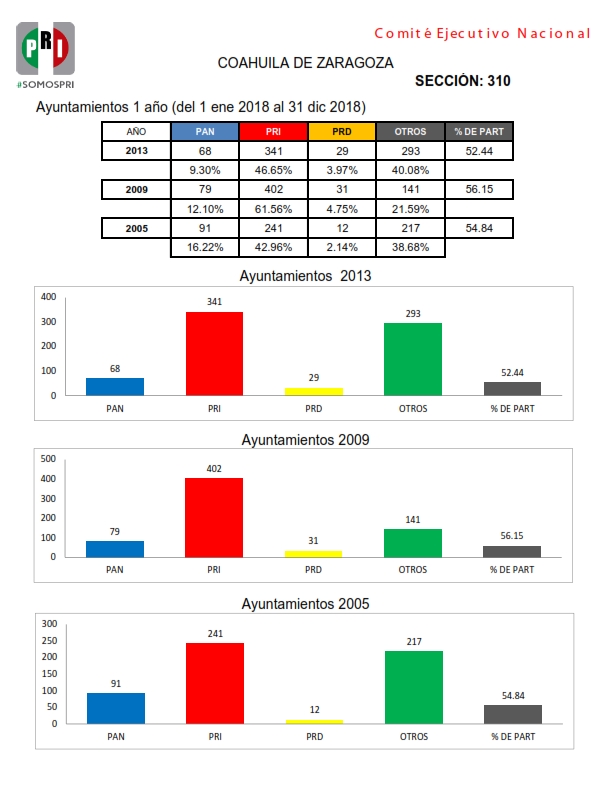 Comité Ejecutivo Nacional
PRI
#SOMOSPRI
COAHUILA DE ZARAGOZA
SECCIÓN: 310
Ayuntamientos 1 año (del 1 ene 2018 al 31 dic 2018)
AÑO PAN PRI PRD OTROS % DE PART
2013 68 341 29 293 52.44
9.30% 46.65% 3.97% 40.08%
2009 79 402 31 141 56.15
12.10% 61.56% 4.75% 21.59%
2005 91 241 12 217 54.84
16.22% 42.96% 2.14% 38.68%
Ayuntamientos 2013
400
300
200
100
0
68 341 29 293 52.44
PAN PRI PRD OTROS % DE PART
Ayuntamientos 2009
500
400
300
200
100
0
79 402 31 141 56.15
PAN PRI PRD OTROS % DE PART
Ayuntamientos 2005
300
250
200
150
100
50
0
91 241 12 217 54.84
PAN PRI PRD OTROS % DE PART